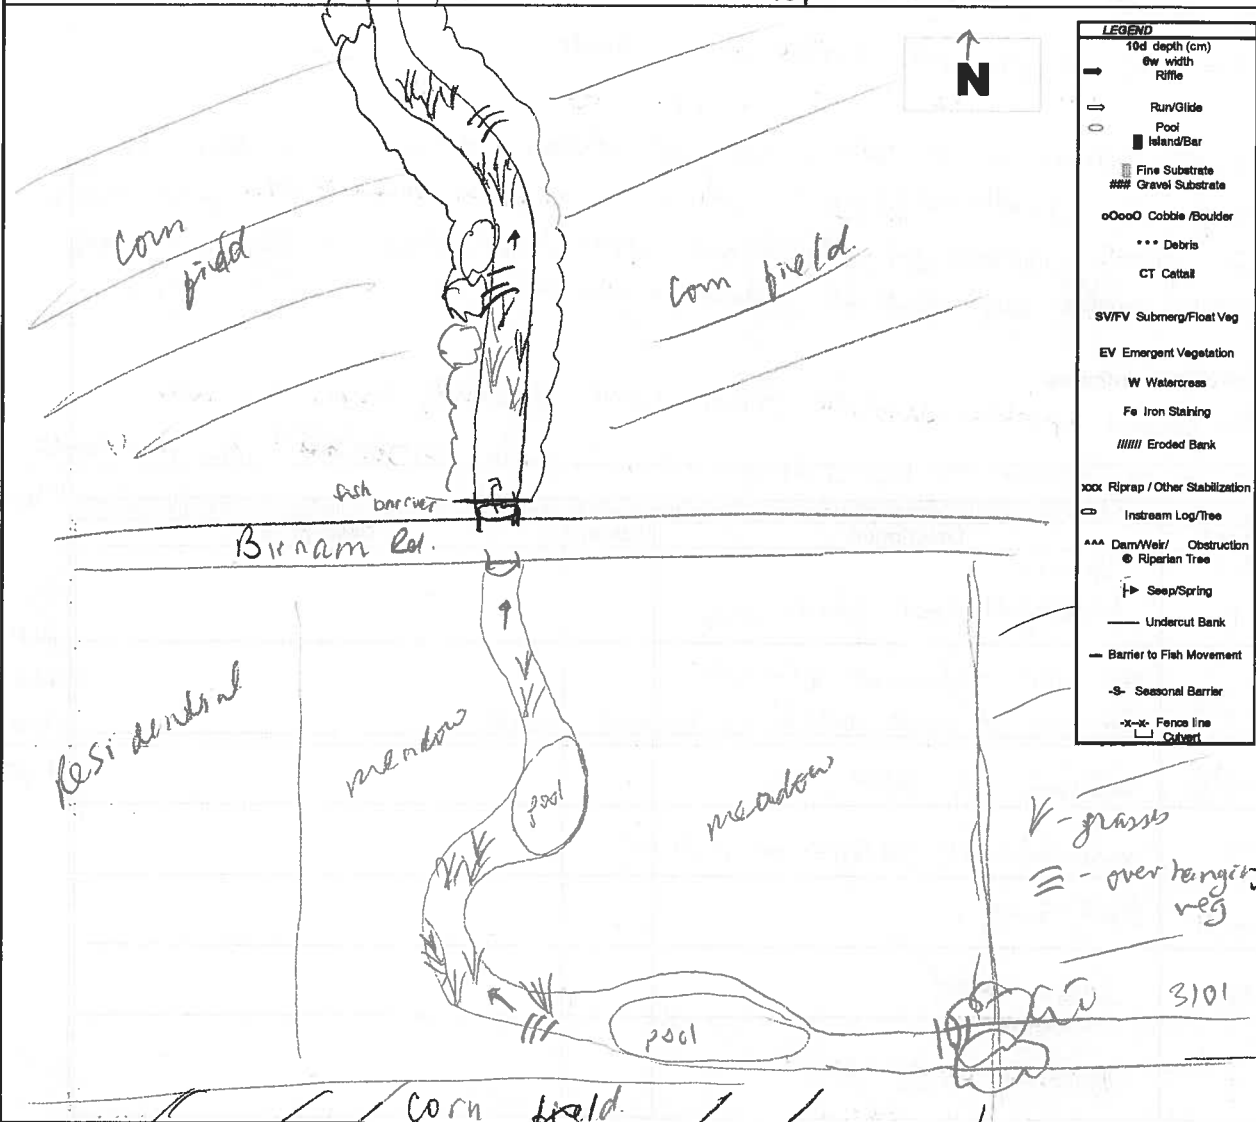 N
LEGEND
10d depth (cm)
6w width
Riffle
Run/Glide
Pool
Island/Bar
Fine Substrate
### Gravel Substrate
oOooO Cobble /Boulder
*** Debris
CT Cattail
SV/FV Submerg/Float Veg
EV Emergent Vegetation
W Watercress
Fe Iron Staining
/////// Eroded Bank
xxx Riprap / Other Stabilization
Instream Log/Tree
^^^ Dam/Weir/ Obstruction
Riparian Tree
Seep/Spring
Undercut Bank
Barrier to Fish Movement
-S- Seasonal Barrier
-x-x- Fence line
Culvert
Corn
field
Corn field.
fish
barrier
Birnam Rd.
Residential
meadow
pool
meadow
- grasses
- over hanging
veg
3101
pool
Corn field.